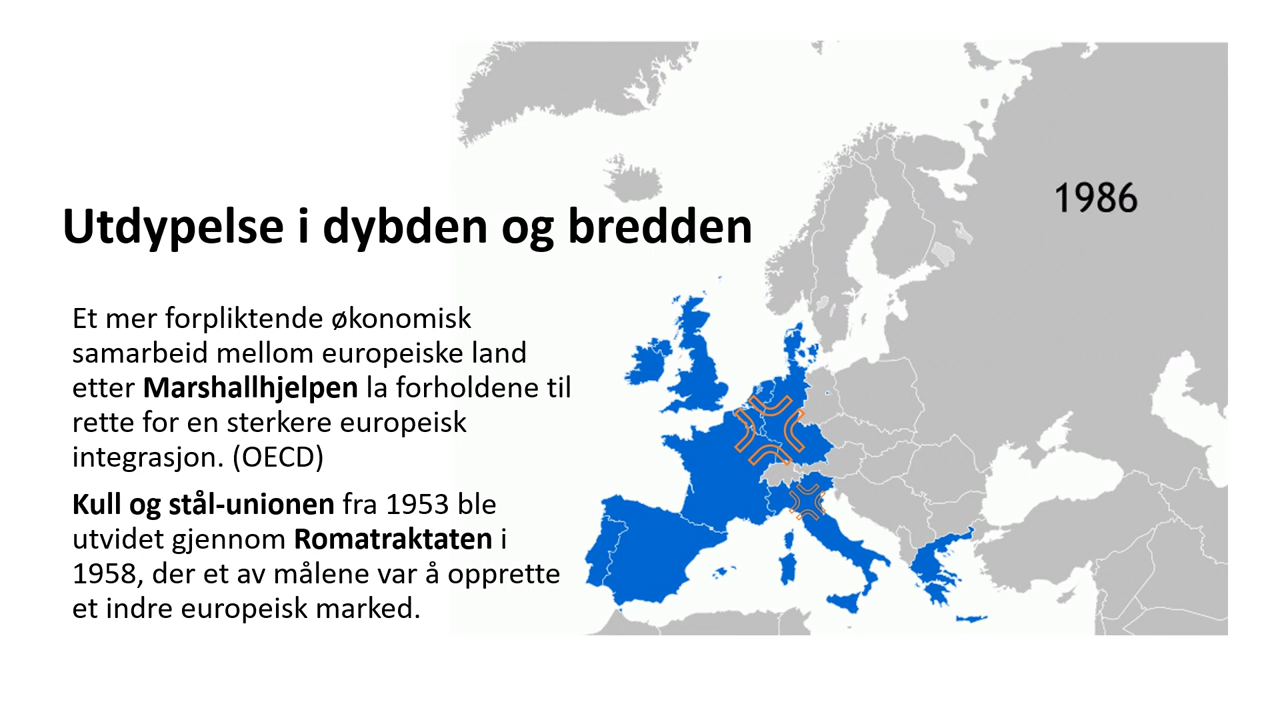 1986
Utdypelse i dybden og bredden
Et mer forpliktende økonomisk
samarbeid mellom europeiske land
etter Marshallhjelpen la forholdene til
rette for en sterkere europeisk
integrasjon. (OECD)
Kull og stål-unionen fra 1953 ble
utvidet gjennom Romatraktaten i
1958, der et av målene var å opprette
et indre europeisk marked.